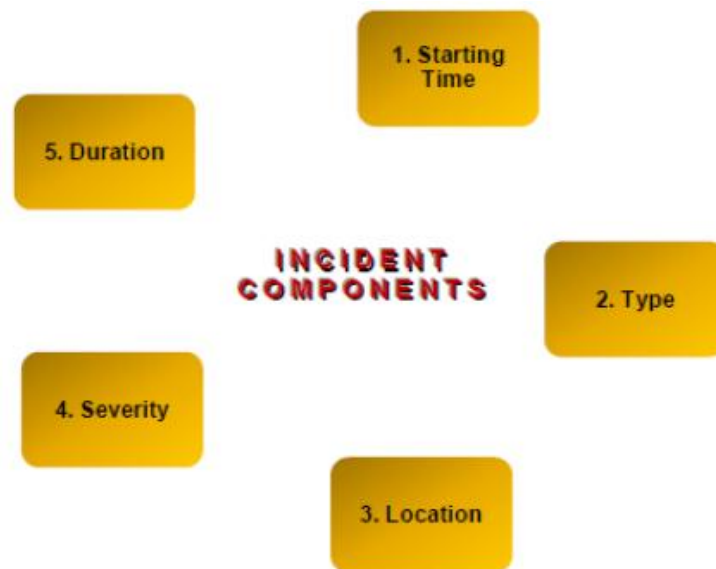 1. Starting
Time
5. Duration
INCIDENT
COMPONENTS
2. Type
4. Severity
3. Location